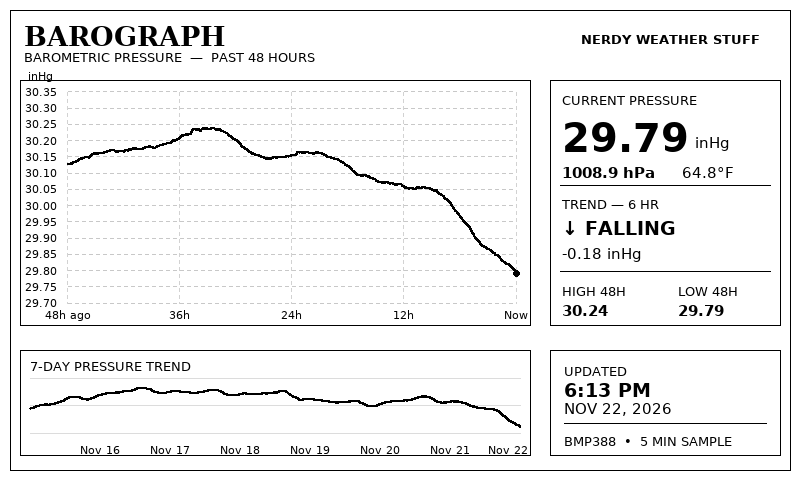 BAROGRAPH
BAROMETRIC PRESSURE — PAST 48 HOURS
NERDY WEATHER STUFF
inHg
30.35
30.30
30.25
30.20
30.15
30.10
30.05
30.00
29.95
29.90
29.85
29.80
29.75
29.70
48h ago 36h 24h 12h Now
CURRENT PRESSURE
29.79 inHg
1008.9 hPa 64.8°F
TREND — 6 HR
↓ FALLING
-0.18 inHg
HIGH 48H LOW 48H
30.24 29.79
7-DAY PRESSURE TREND
Nov 16 Nov 17 Nov 18 Nov 19 Nov 20 Nov 21 Nov 22
UPDATED
6:13 PM
NOV 22, 2026
BMP388 • 5 MIN SAMPLE